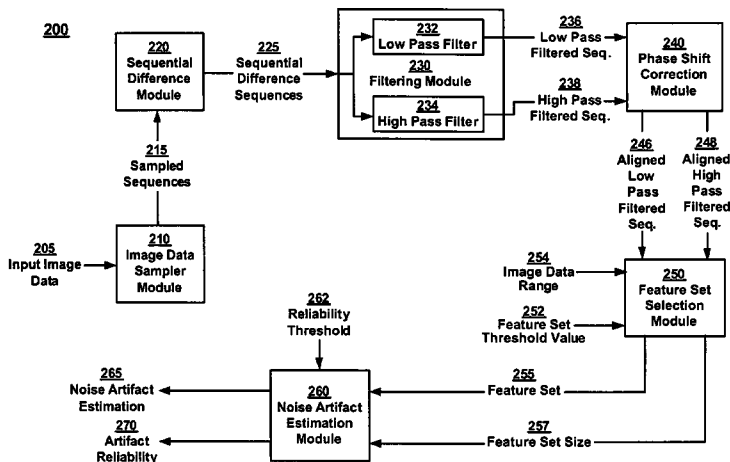 200
220
Sequential
Difference
Module
225
Sequential
Difference
Sequences
232
Low Pass Filter
230
Filtering Module
234
High Pass Filter
236
Low Pass
Filtered Seq.
238
High Pass
Filtered Seq.
240
Phase Shift
Correction
Module
215
Sampled
Sequences
246
Aligned
Low
Pass
Filtered
Seq.
248
Aligned
High
Pass
Filtered
Seq.
205
Input Image
Data
210
Image Data
Sampler
Module
254
Image Data
Range
252
Feature Set
Threshold Value
250
Feature Set
Selection
Module
262
Reliability
Threshold
265
Noise Artifact
Estimation
270
Artifact
Reliability
260
Noise Artifact
Estimation
Module
255
Feature Set
257
Feature Set Size